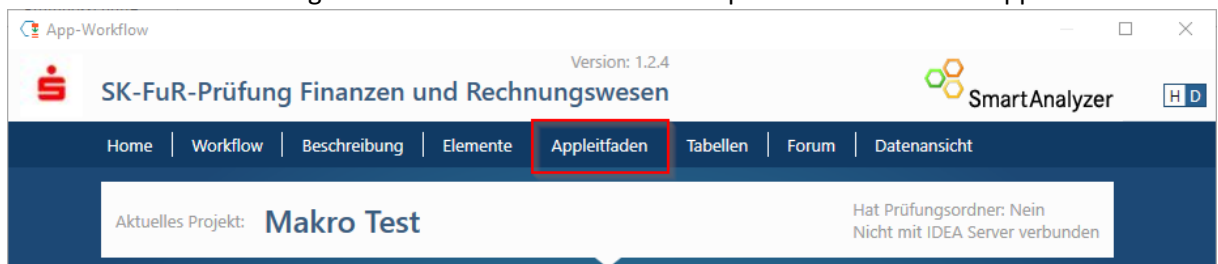 App-Workflow
Version: 1.2.4
SK-FuR-Prüfung Finanzen und Rechnungswesen
SmartAnalyzer
H D
Home Workflow Beschreibung Elemente Appleitfaden Tabellen Forum Datenansicht
Aktuelles Projekt: Makro Test
Hat Prüfungsordner: Nein
Nicht mit IDEA Server verbunden